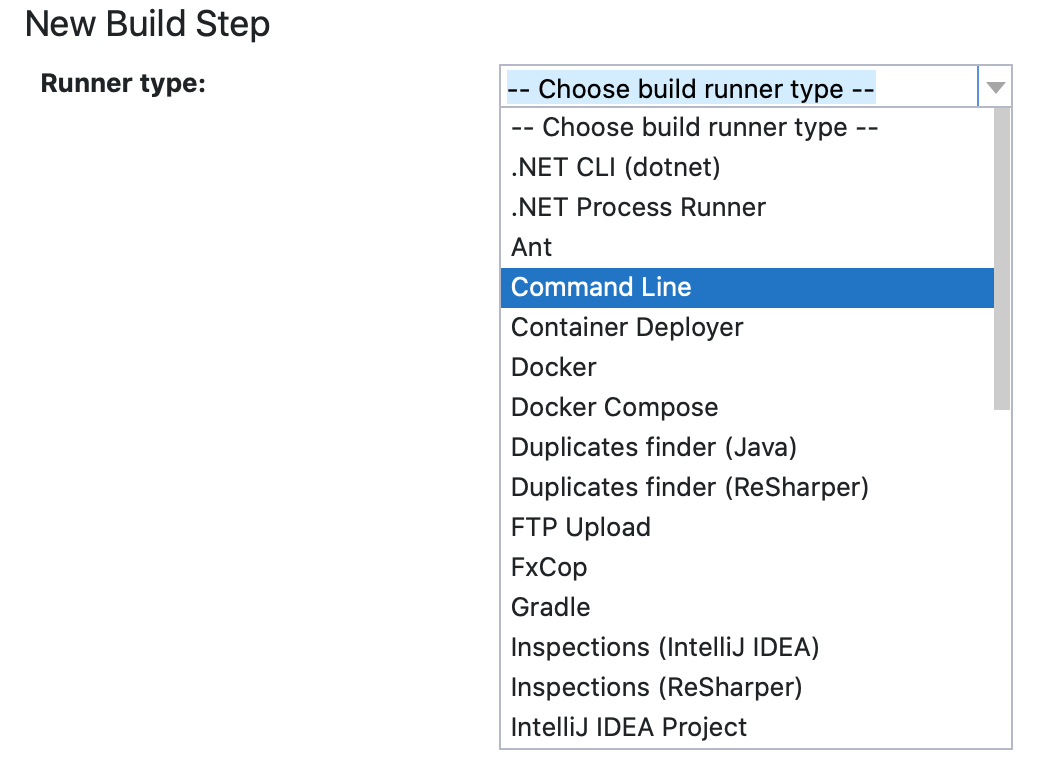 New Build Step
Runner type:
-- Choose build runner type --
-- Choose build runner type --
.NET CLI (dotnet)
.NET Process Runner
Ant
Command Line
Container Deployer
Docker
Docker Compose
Duplicates finder (Java)
Duplicates finder (ReSharper)
FTP Upload
FxCop
Gradle
Inspections (IntelliJ IDEA)
Inspections (ReSharper)
IntelliJ IDEA Project